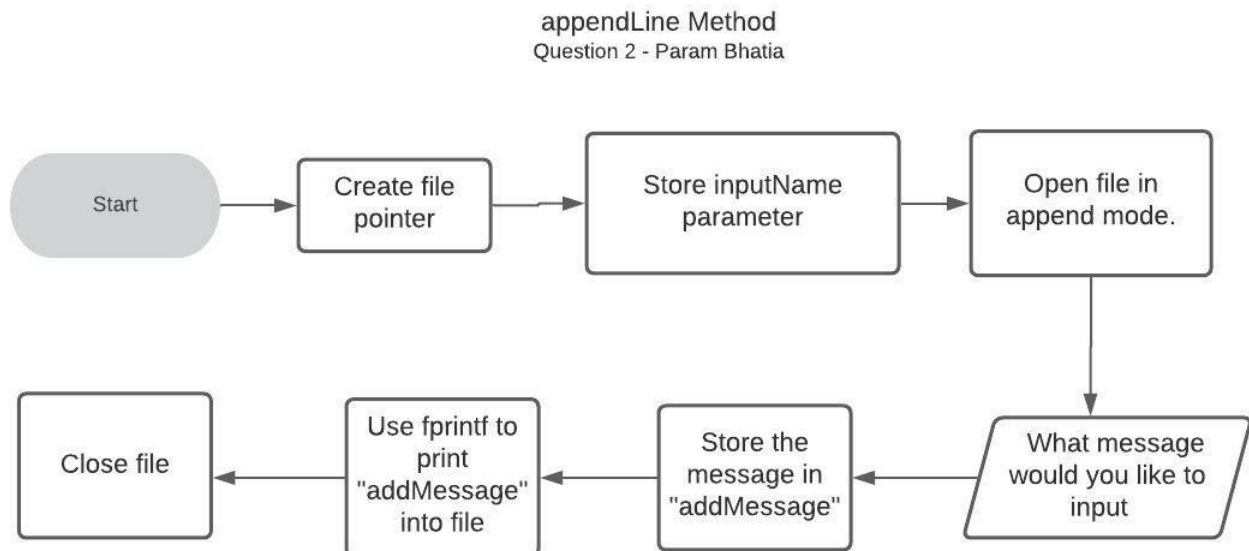 appendLine Method
Question 2 - Param Bhatia
Start
Create file
pointer
Store inputName
parameter
Open file in
append mode.
What message
would you like to
input
Store the
message in
"addMessage"
Use fprintf to
print
"addMessage"
into file
Close file